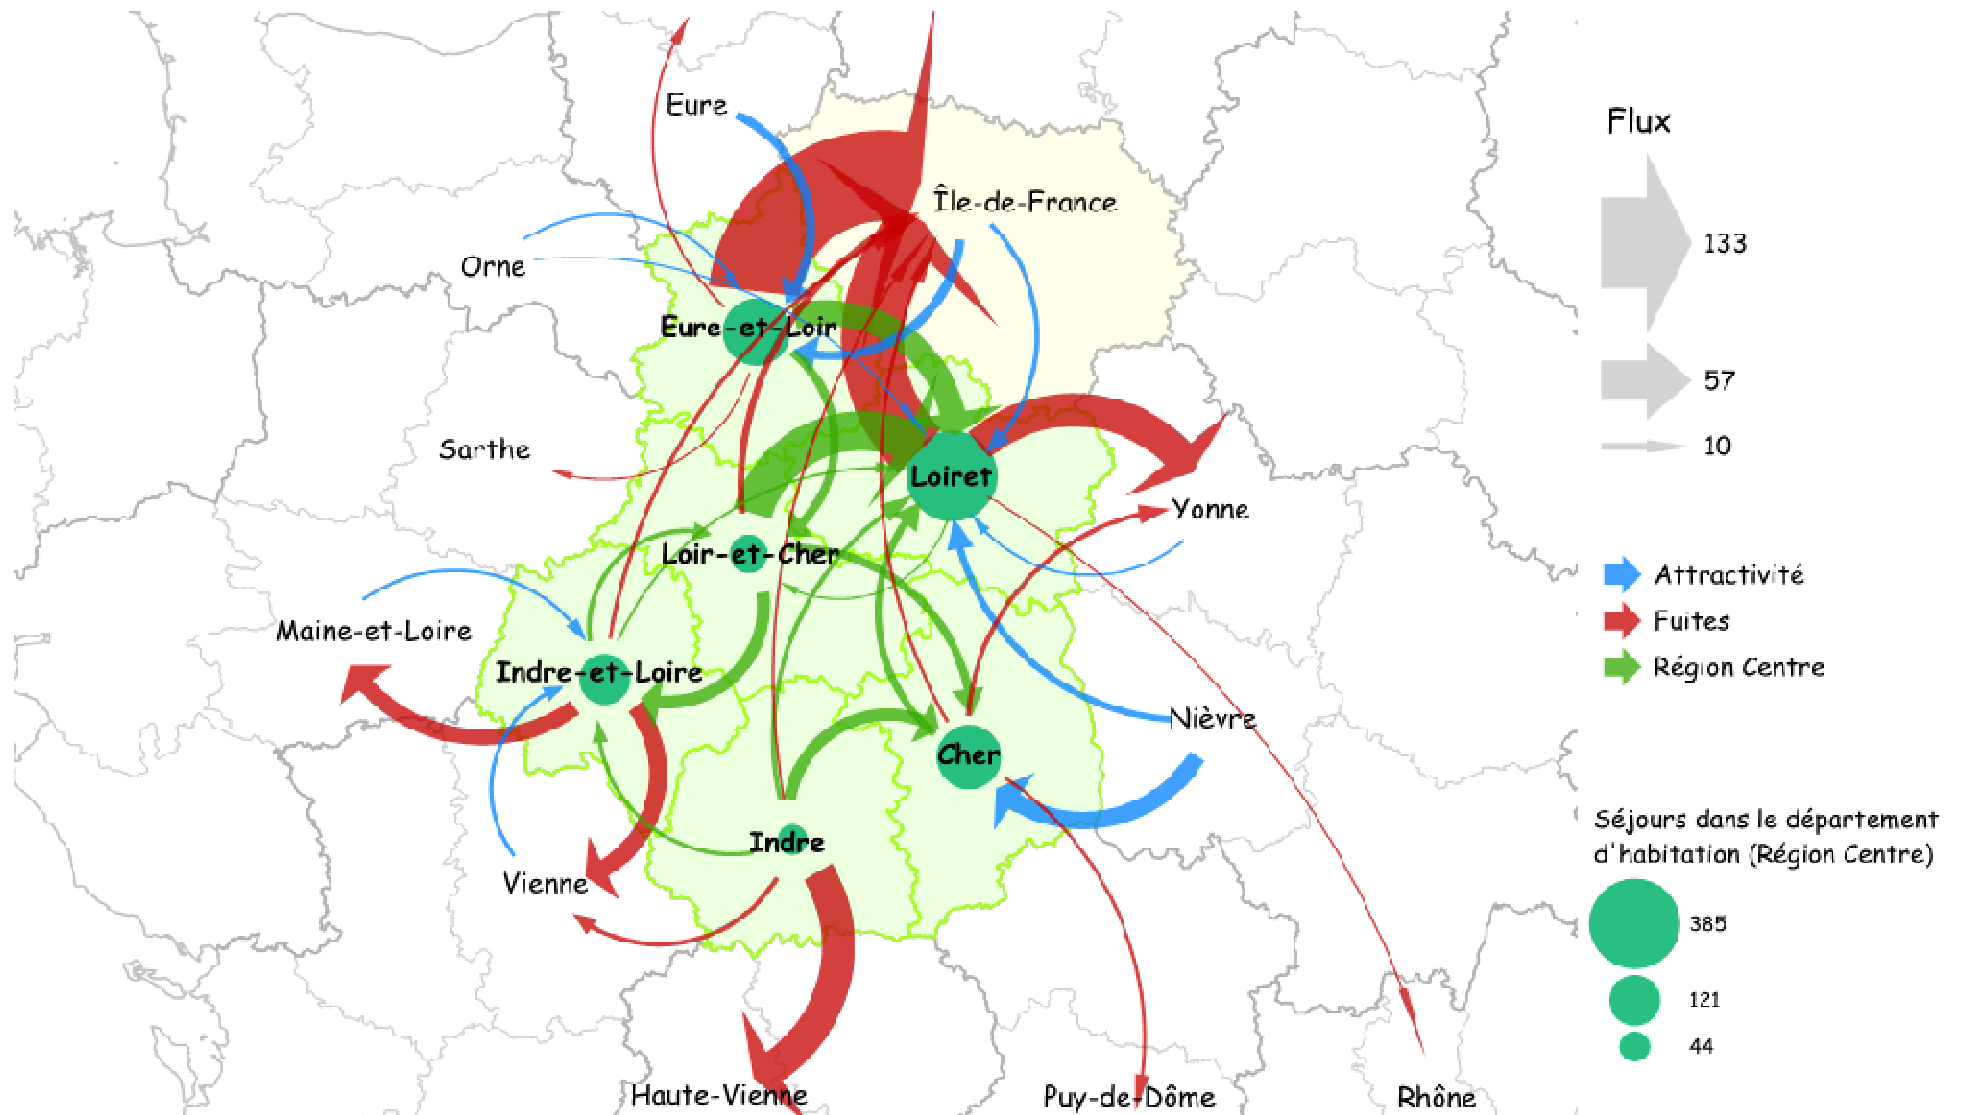 Eure
Île-de-France
Orne
Eure-et-Loir
Sarthe
Loiret
Yonne
Loir-et-Cher
Maine-et-Loire
Indre-et-Loire
Nièvre
Cher
Indre
Vienne
Haute-Vienne
Puy-de-Dôme
Rhône
Flux
133
57
10
Attractivité
Fuites
Région Centre
Séjours dans le département
d'habitation (Région Centre)
385
121
44